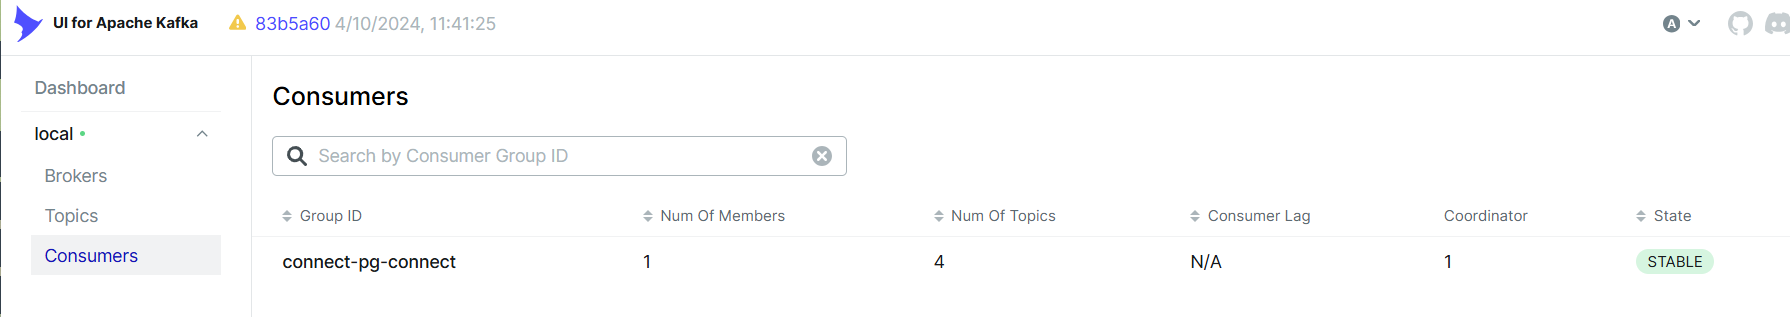 UI for Apache Kafka 83b5a60 4/10/2024, 11:41:25 A
Dashboard
local
Brokers
Topics
Consumers
Consumers
Search by Consumer Group ID
Group ID Num Of Members Num Of Topics Consumer Lag Coordinator State
connect-pg-connect 1 4 N/A 1 STABLE